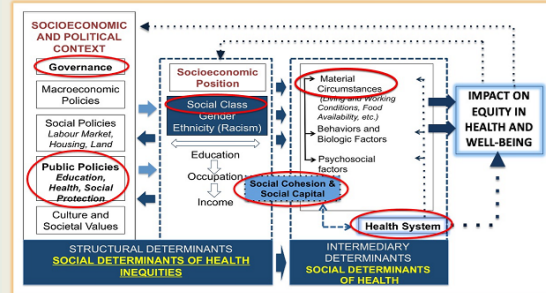 SOCIOECONOMIC
AND POLITICAL
CONTEXT
Governance
Macroeconomic
Policies
Social Policies
Labour Market,
Housing, Land
Public Policies
Education,
Health, Social
Protection
Culture and
Societal Values
Socioeconomic
Position
Social Class
Gender
Ethnicity (Racism)
Education
Occupation
Income
Social Cohesion &
Social Capital
Material
Circumstances
(Living and Working
Conditions, Food
Availability, etc.)
Behaviors and
Biologic Factors
Psychosocial
factors
Health System
IMPACT ON
EQUITY IN
HEALTH AND
WELL-BEING
STRUCTURAL DETERMINANTS
SOCIAL DETERMINANTS OF HEALTH
INEQUITIES
INTERMEDIARY
DETERMINANTS
SOCIAL DETERMINANTS
OF HEALTH